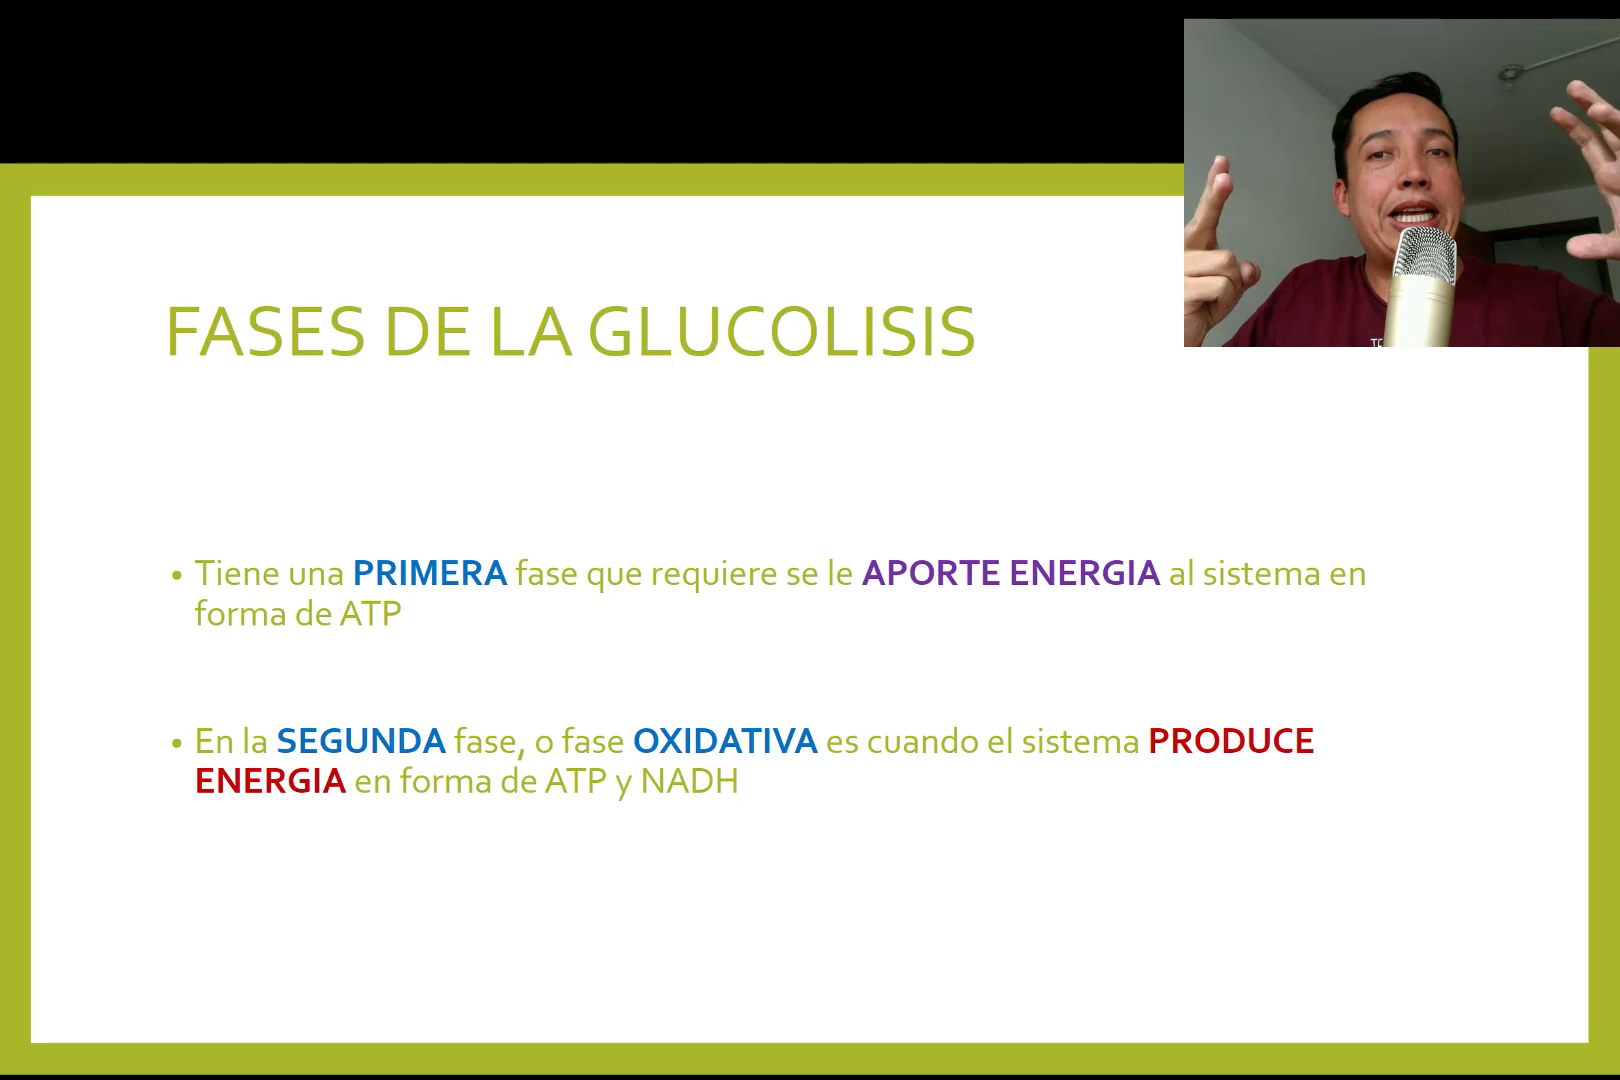 FASES DE LA GLUCOLISIS
• Tiene una PRIMERA fase que requiere se le APORTE ENERGIA al sistema en
forma de ATP
• En la SEGUNDA fase, o fase OXIDATIVA es cuando el sistema PRODUCE
ENERGIA en forma de ATP y NADH